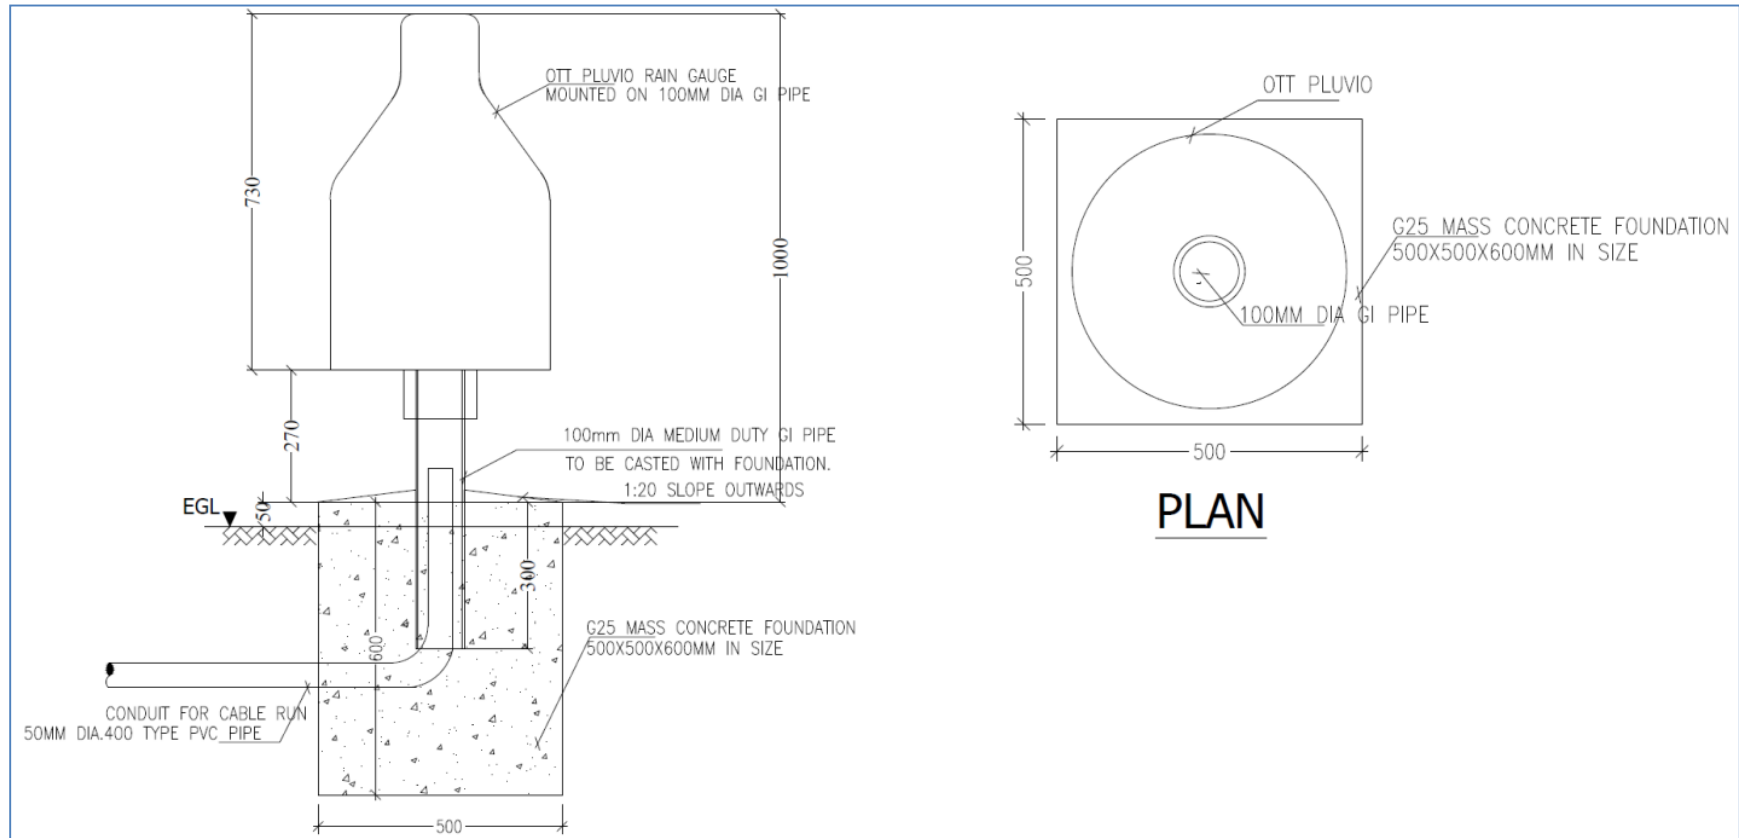 OTT PLUVIO RAIN GAUGE
MOUNTED ON 100MM DIA GI PIPE
730
1000
270
100mm DIA MEDIUM DUTY GI PIPE
TO BE CASTED WITH FOUNDATION.
1:20 SLOPE OUTWARDS
EGL
50
300
600
G25 MASS CONCRETE FOUNDATION
500X500X600MM IN SIZE
CONDUIT FOR CABLE RUN
50MM DIA.400 TYPE PVC PIPE
500
OTT PLUVIO
500
G25 MASS CONCRETE FOUNDATION
500X500X600MM IN SIZE
100MM DIA GI PIPE
500
PLAN